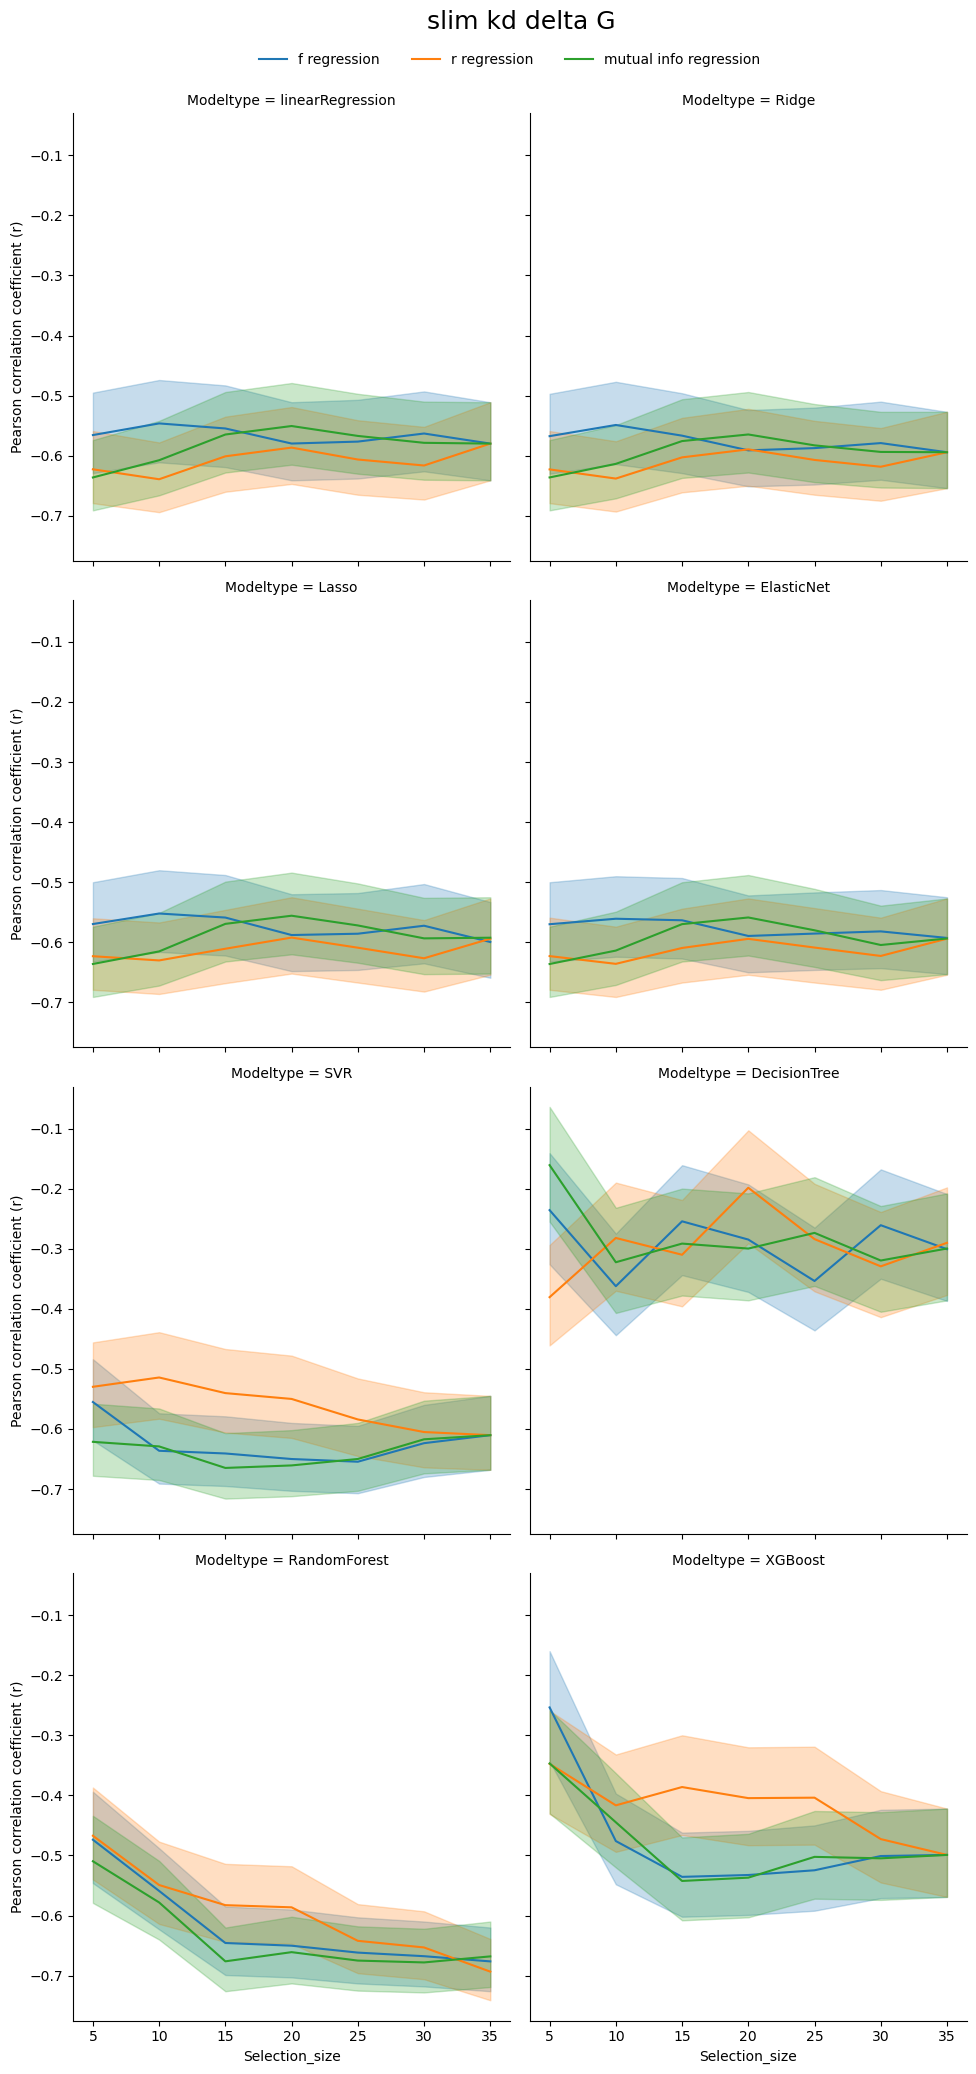 slim kd delta G
f regression r regression mutual info regression
Modeltype = linearRegression
Modeltype = Ridge
Pearson correlation coefficient (r)
−0.1
−0.2
−0.3
−0.4
−0.5
−0.6
−0.7
Modeltype = Lasso
Modeltype = ElasticNet
Pearson correlation coefficient (r)
−0.1
−0.2
−0.3
−0.4
−0.5
−0.6
−0.7
Modeltype = SVR
Modeltype = DecisionTree
Pearson correlation coefficient (r)
−0.1
−0.2
−0.3
−0.4
−0.5
−0.6
−0.7
Modeltype = RandomForest
Modeltype = XGBoost
Pearson correlation coefficient (r)
−0.1
−0.2
−0.3
−0.4
−0.5
−0.6
−0.7
5 10 15 20 25 30 35
5 10 15 20 25 30 35
Selection_size
Selection_size